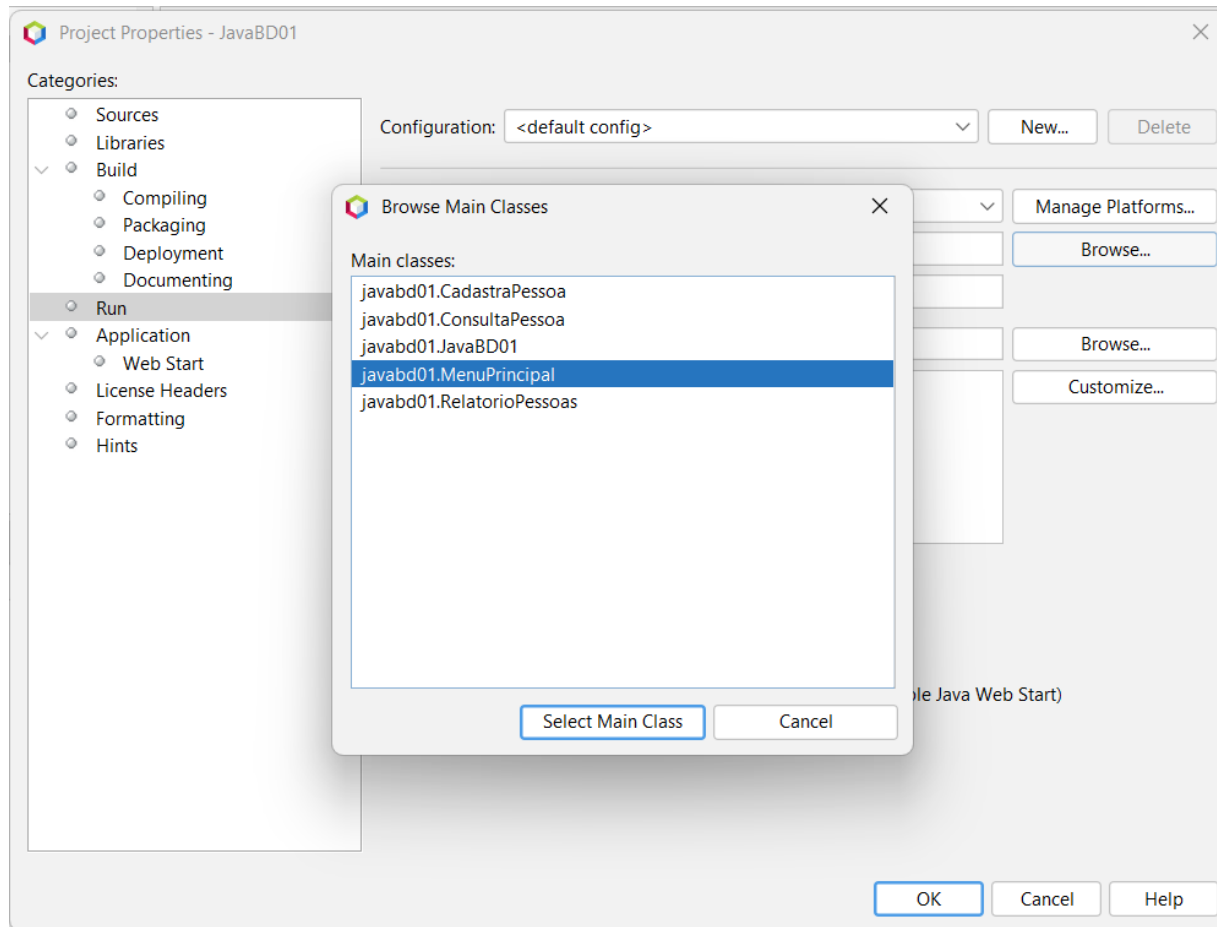 Project Properties - JavaBD01
Categories:
Sources
Libraries
Build
Compiling
Packaging
Deployment
Documenting
Run
Application
Web Start
License Headers
Formatting
Hints
Configuration: <default config> New... Delete
Manage Platforms...
Browse...
Browse...
Customize...
Browse Main Classes
Main classes:
javabd01.CadastraPessoa
javabd01.ConsultaPessoa
javabd01.JavaBD01
javabd01.MenuPrincipal
javabd01.RelatorioPessoas
Select Main Class Cancel
Java Web Start)
OK Cancel Help